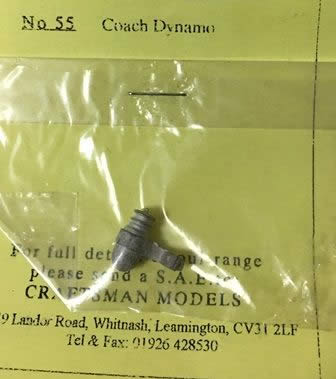 No 55 Coach Dynamo
For full our range
please send a S.A.E.
CRAFTSMAN MODELS
9 Landor Road, Whitnash, Leamington, CV31 2LF
Tel & Fax: 01926 428530